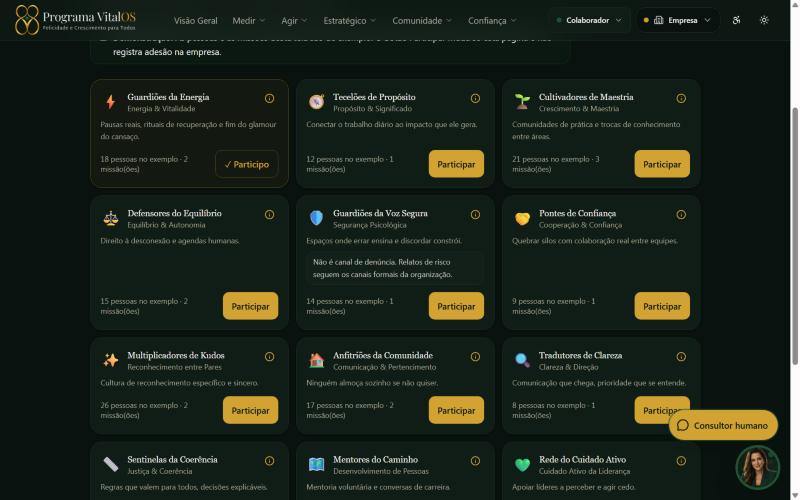 Programa VitalOS
Felicidade e Crescimento para Todos
Visão Geral
Medir
Agir
Estratégico
Comunidade
Confiança
Colaborador
Empresa
registra adesão na empresa.
Guardiões da Energia
Energia & Vitalidade
Pausas reais, rituais de recuperação e fim do glamour
do cansaço.
18 pessoas no exemplo · 2
missão(ões)
✓ Participo
Tecelões de Propósito
Propósito & Significado
Conectar o trabalho diário ao impacto que ele gera.
12 pessoas no exemplo · 1
missão(ões)
Participar
Cultivadores de Maestria
Crescimento & Maestria
Comunidades de prática e trocas de conhecimento
entre áreas.
21 pessoas no exemplo · 3
missão(ões)
Participar
Defensores do Equilíbrio
Equilíbrio & Autonomia
Direito à desconexão e agendas humanas.
15 pessoas no exemplo · 2
missão(ões)
Participar
Guardiões da Voz Segura
Segurança Psicológica
Espaços onde errar ensina e discordar constrói.
Não é canal de denúncia. Relatos de risco
seguem os canais formais da organização.
14 pessoas no exemplo · 1
missão(ões)
Participar
Pontes de Confiança
Cooperação & Confiança
Quebrar silos com colaboração real entre equipes.
9 pessoas no exemplo · 1
missão(ões)
Participar
Multiplicadores de Kudos
Reconhecimento entre Pares
Cultura de reconhecimento específico e sincero.
26 pessoas no exemplo · 2
missão(ões)
Participar
Anfitriões da Comunidade
Comunicação & Pertencimento
Ninguém almoça sozinho se não quiser.
17 pessoas no exemplo · 2
missão(ões)
Participar
Tradutores de Clareza
Clareza & Direção
Comunicação que chega, prioridade que se entende.
8 pessoas no exemplo · 1
missão(ões)
Participar
Consultor humano
Sentinelas da Coerência
Justiça & Coerência
Regras que valem para todos, decisões explicáveis.
Mentores do Caminho
Desenvolvimento de Pessoas
Mentoria voluntária e conversas de carreira.
Rede do Cuidado Ativo
Cuidado Ativo da Liderança
Apoiar líderes a perceber e agir cedo.